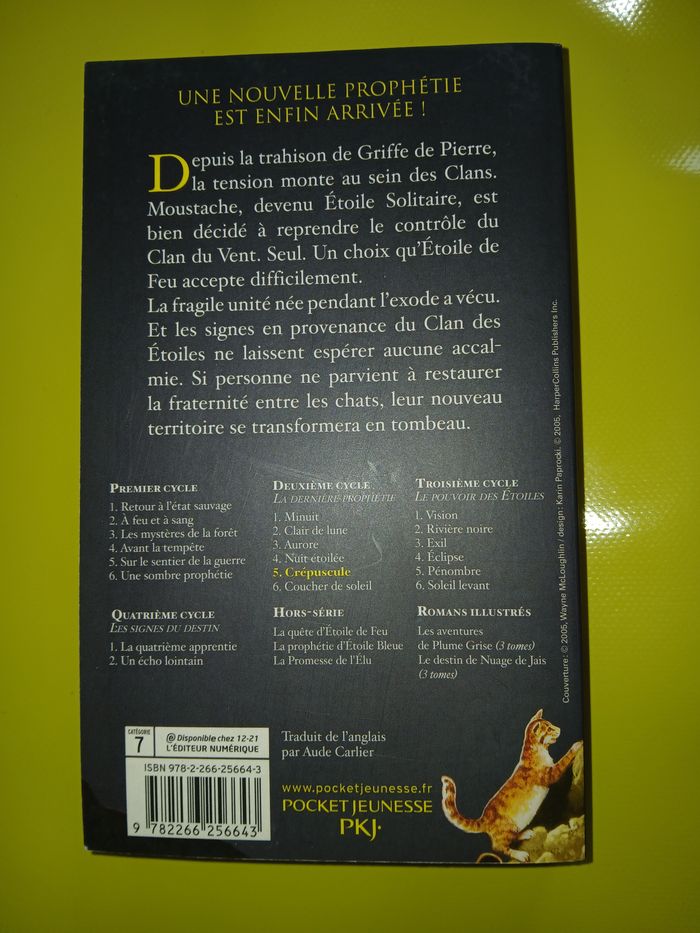 UNE NOUVELLE PROPHÉTIE
EST ENFIN ARRIVÉE !
Depuis la trahison de Griffe de Pierre,
la tension monte au sein des Clans.
Moustache, devenu Étoile Solitaire, est
bien décidé à reprendre le contrôle du
Clan du Vent. Seul. Un choix qu'Étoile de
Feu accepte difficilement.
La fragile unité née pendant l'exode a vécu.
Et les signes en provenance du Clan des
Étoiles ne laissent espérer aucune accal-
mie. Si personne ne parvient à restaurer
la fraternité entre les chats, leur nouveau
territoire se transformera en tombeau.
PREMIER CYCLE
1. Retour à l'état sauvage
2. À feu et à sang
3. Les mystères de la forêt
4. Avant la tempête
5. Sur le sentier de la guerre
6. Une sombre prophétie
DEUXIÈME CYCLE
LA DERNIÈRE PROPHÉTIE
1. Minuit
2. Clair de lune
3. Aurore
4. Nuit étoilée
5. Crépuscule
6. Coucher de soleil
TROISIÈME CYCLE
LE POUVOIR DES ÉTOILES
1. Vision
2. Rivière noire
3. Exil
4. Éclipse
5. Pénombre
6. Soleil levant
QUATRIÈME CYCLE
LES SIGNES DU DESTIN
1. La quatrième apprentie
2. Un écho lointain
HORS-SÉRIE
La quête d'Étoile de Feu
La prophétie d'Étoile Bleue
La Promesse de l'Élu
ROMANS ILLUSTRÉS
Les aventures
de Plume Grise (3 tomes)
Le destin de Nuage de Jais
(3 tomes)
CATÉGORIE
7
@ Disponible chez 12-21
L'ÉDITEUR NUMÉRIQUE
ISBN 978-2-266-25664-3
9 782266 256643
Traduit de l'anglais
par Aude Carlier
www.pocketjeunesse.fr
POCKET JEUNESSE
PKJ.
Couverture : © 2005, Wayne McLoughlin / design : Karin Paprocki. © 2005, HarperCollins Publishers Inc.